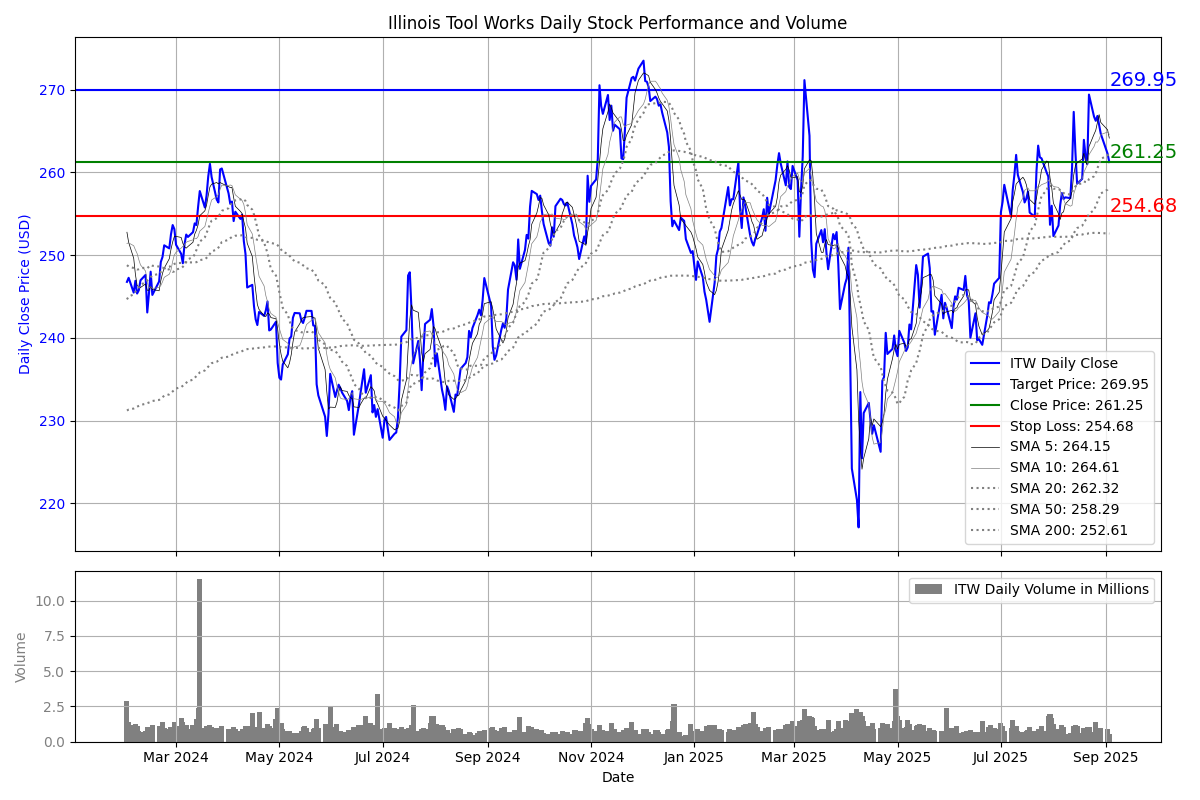 Illinois Tool Works Daily Stock Performance and Volume
Daily Close Price (USD)
270
260
250
240
230
220
269.95
261.25
254.68
ITW Daily Close
Target Price: 269.95
Close Price: 261.25
Stop Loss: 254.68
SMA 5: 264.15
SMA 10: 264.61
SMA 20: 262.32
SMA 50: 258.29
SMA 200: 252.61
Volume
10.0
7.5
5.0
2.5
0.0
ITW Daily Volume in Millions
Mar 2024 May 2024 Jul 2024 Sep 2024 Nov 2024 Jan 2025 Mar 2025 May 2025 Jul 2025 Sep 2025
Date